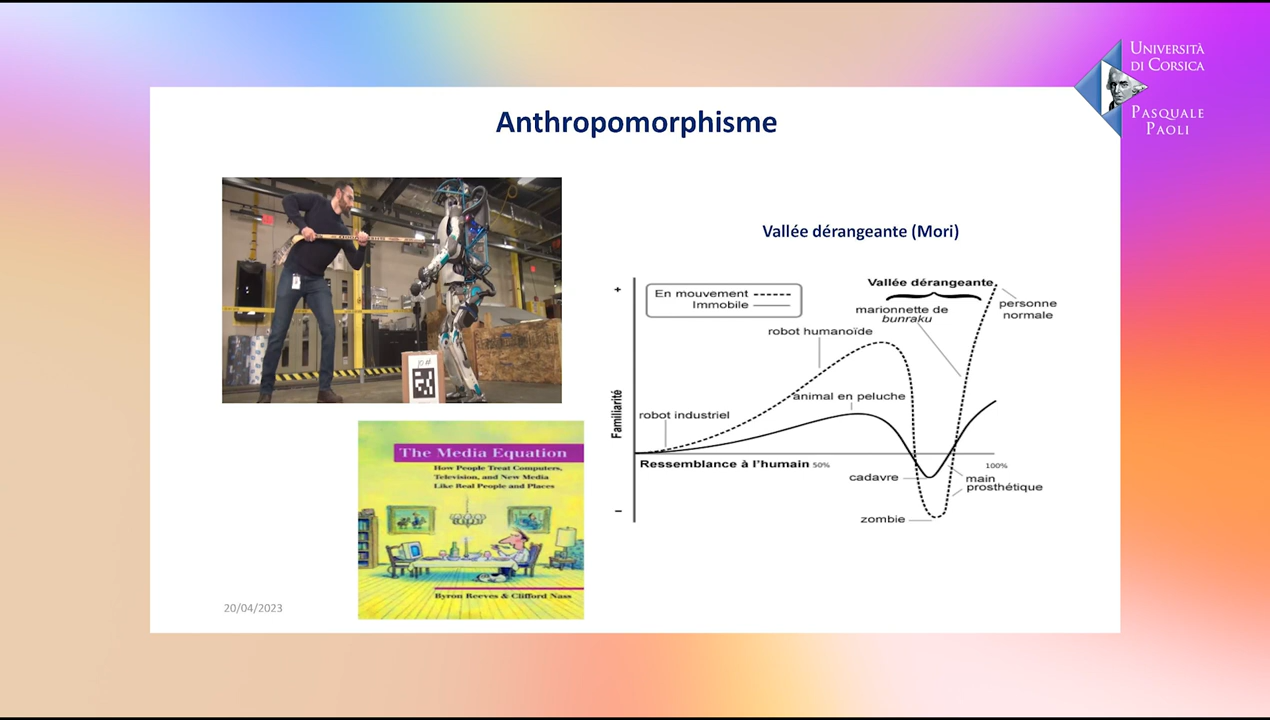 UNIVERSITÀ
DI CORSICA
PASQUALE
PAOLI
Anthropomorphisme
Vallée dérangeante (Mori)
+
En mouvement
Immobile
Vallée dérangeante
personne
normale
marionnette de
bunraku
robot humanoïde
animal en peluche
robot industriel
Familiarité
Ressemblance à l'humain 50%
100%
cadavre
main
prosthétique
zombie
–
The Media Equation
How People Treat Computers,
Television, and New Media
Like Real People and Places
Byron Reeves & Clifford Nass
20/04/2023